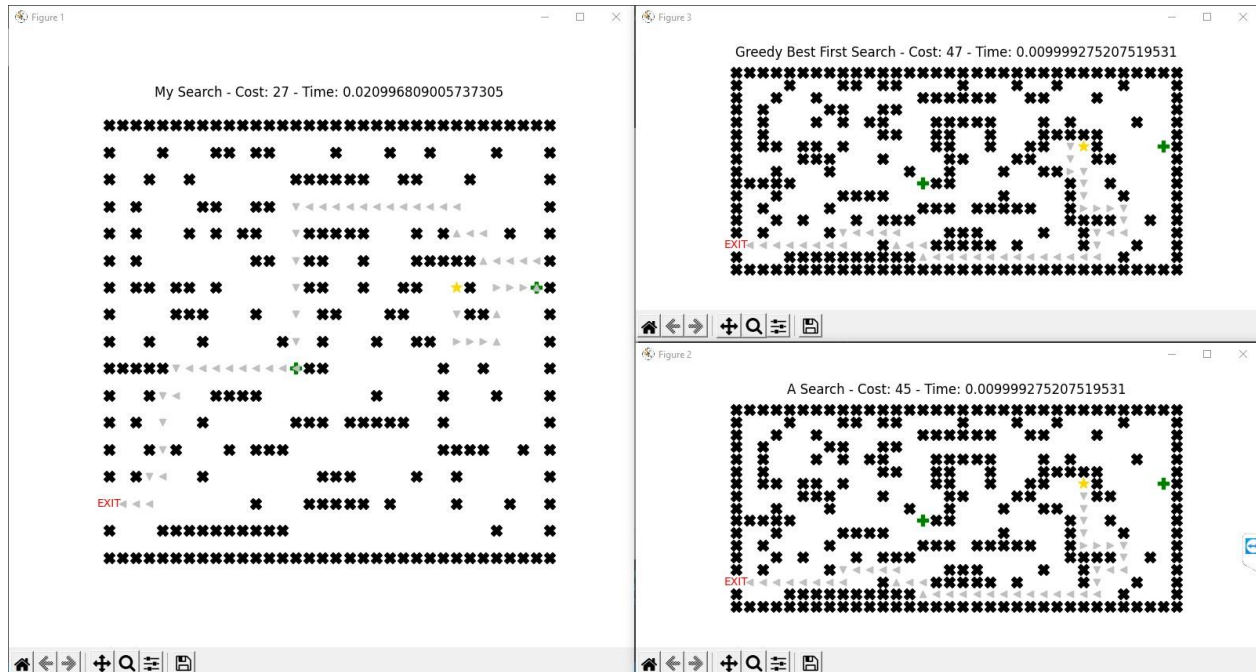 Figure 1
My Search - Cost: 27 - Time: 0.020996809005737305
EXIT
Figure 3
Greedy Best First Search - Cost: 47 - Time: 0.009999275207519531
EXIT
Figure 2
A Search - Cost: 45 - Time: 0.009999275207519531
EXIT